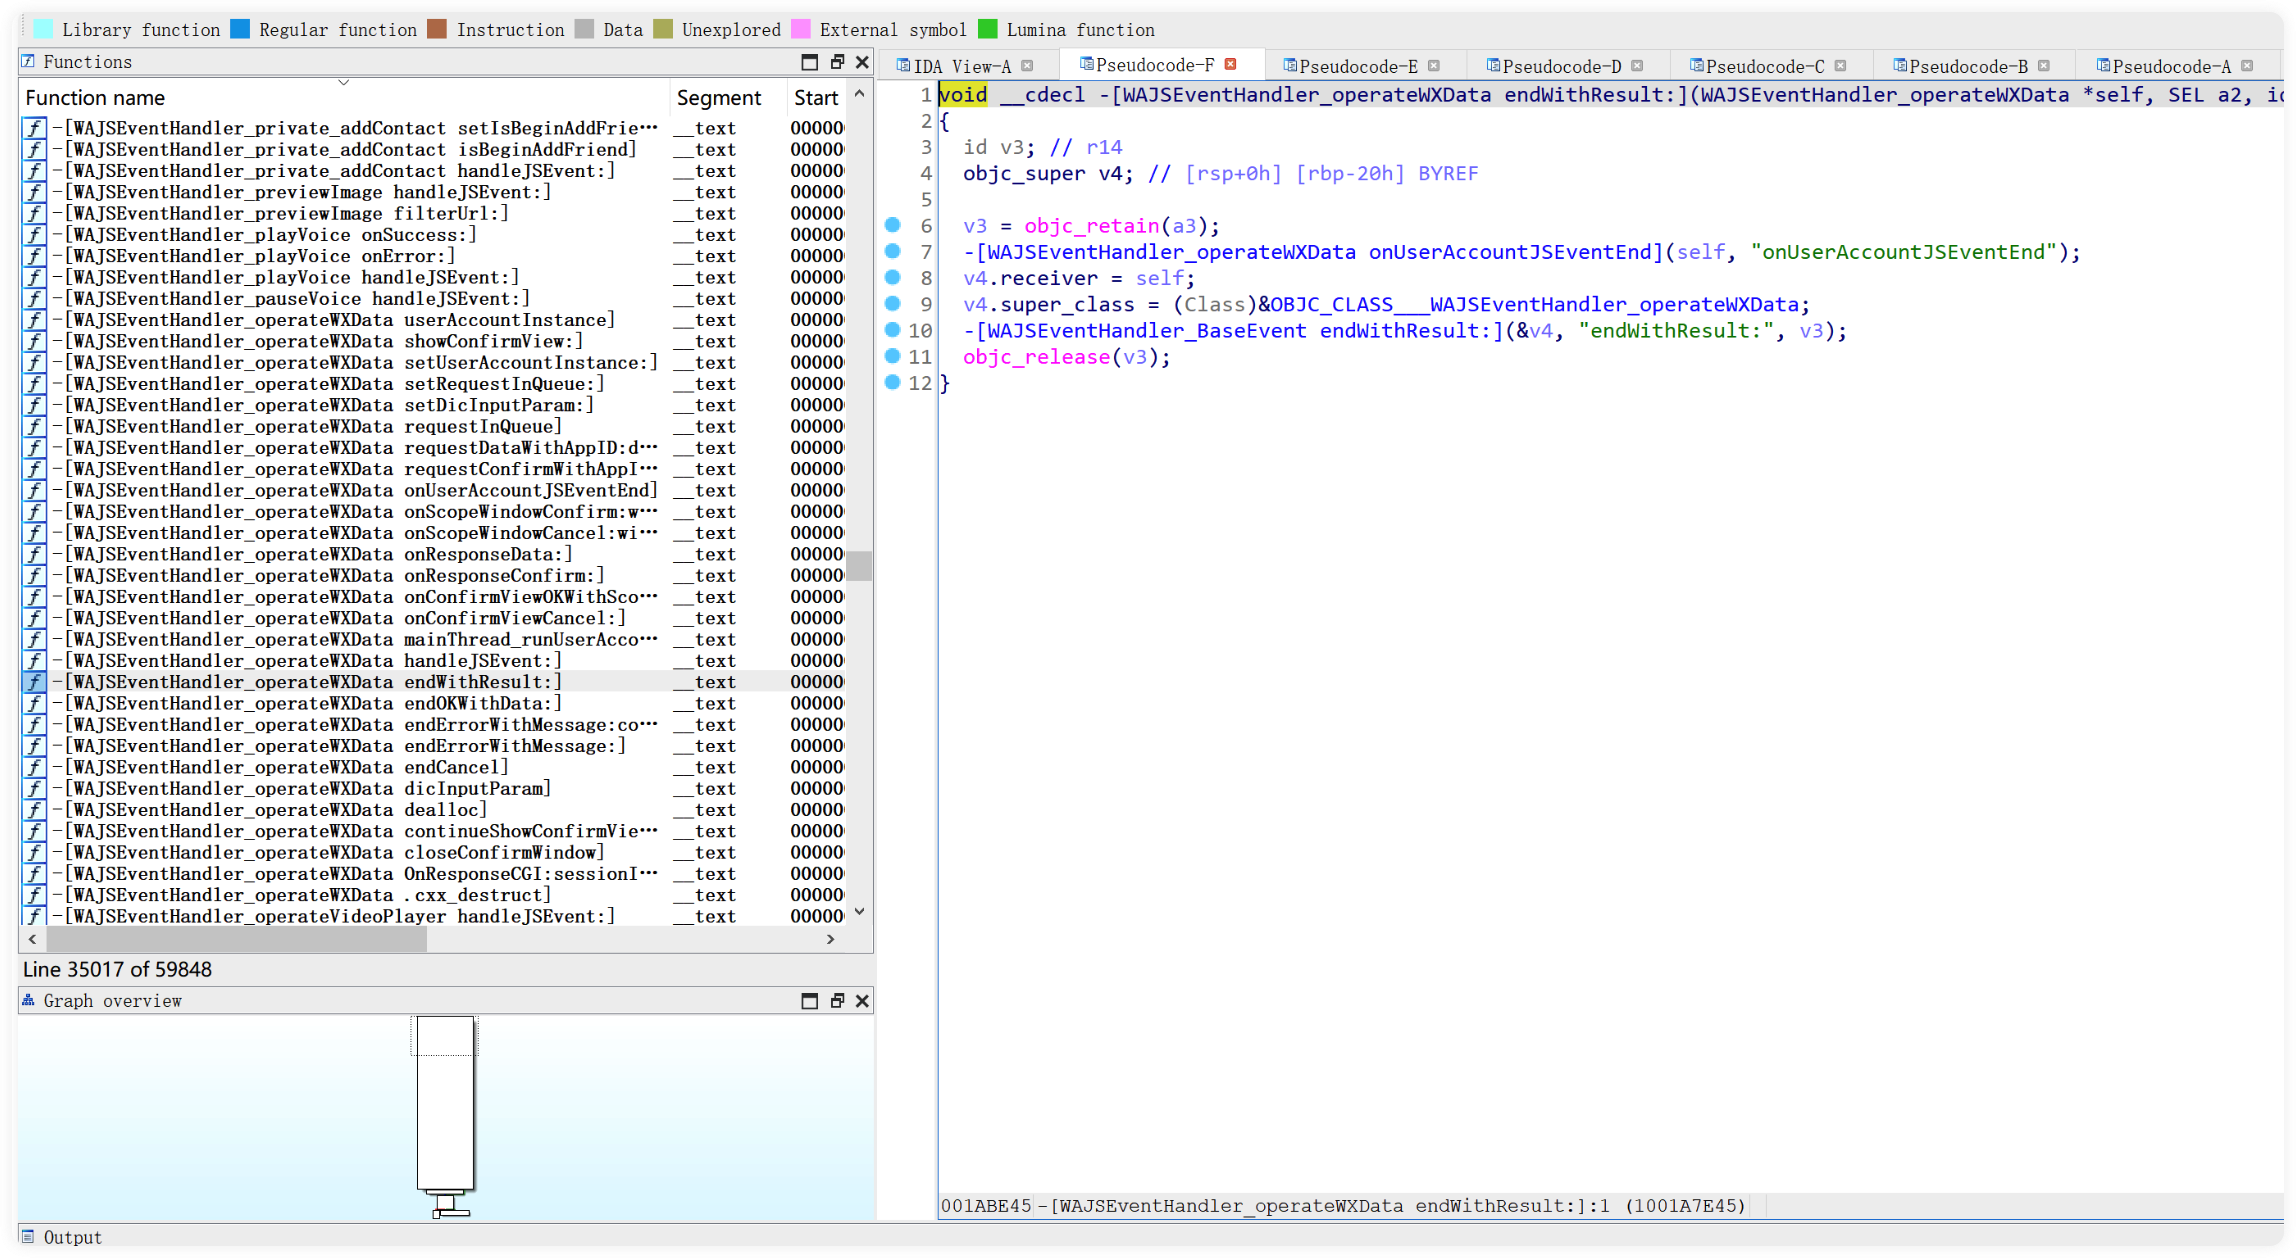 Library function Regular function Instruction Data Unexplored External symbol Lumina function
Functions
Function name Segment Start
f -[WAJSEventHandler_private_addContact setIsBeginAddFrie… __text 00000
f -[WAJSEventHandler_private_addContact isBeginAddFriend] __text 00000
f -[WAJSEventHandler_private_addContact handleJSEvent:] __text 00000
f -[WAJSEventHandler_previewImage handleJSEvent:] __text 00000
f -[WAJSEventHandler_previewImage filterUrl:] __text 00000
f -[WAJSEventHandler_playVoice onSuccess:] __text 00000
f -[WAJSEventHandler_playVoice onError:] __text 00000
f -[WAJSEventHandler_playVoice handleJSEvent:] __text 00000
f -[WAJSEventHandler_pauseVoice handleJSEvent:] __text 00000
f -[WAJSEventHandler_operateWXData userAccountInstance] __text 00000
f -[WAJSEventHandler_operateWXData showConfirmView:] __text 00000
f -[WAJSEventHandler_operateWXData setUserAccountInstance:] __text 00000
f -[WAJSEventHandler_operateWXData setRequestInQueue:] __text 00000
f -[WAJSEventHandler_operateWXData setDicInputParam:] __text 00000
f -[WAJSEventHandler_operateWXData requestInQueue] __text 00000
f -[WAJSEventHandler_operateWXData requestDataWithAppID:d… __text 00000
f -[WAJSEventHandler_operateWXData requestConfirmWithAppI… __text 00000
f -[WAJSEventHandler_operateWXData onUserAccountJSEventEnd] __text 00000
f -[WAJSEventHandler_operateWXData onScopeWindowConfirm:w… __text 00000
f -[WAJSEventHandler_operateWXData onScopeWindowCancel:wi… __text 00000
f -[WAJSEventHandler_operateWXData onResponseData:] __text 00000
f -[WAJSEventHandler_operateWXData onResponseConfirm:] __text 00000
f -[WAJSEventHandler_operateWXData onConfirmViewOKWithSco… __text 00000
f -[WAJSEventHandler_operateWXData onConfirmViewCancel:] __text 00000
f -[WAJSEventHandler_operateWXData mainThread_runUserAcco… __text 00000
f -[WAJSEventHandler_operateWXData handleJSEvent:] __text 00000
f -[WAJSEventHandler_operateWXData endWithResult:] __text 00000
f -[WAJSEventHandler_operateWXData endOKWithData:] __text 00000
f -[WAJSEventHandler_operateWXData endErrorWithMessage:co… __text 00000
f -[WAJSEventHandler_operateWXData endErrorWithMessage:] __text 00000
f -[WAJSEventHandler_operateWXData endCancel] __text 00000
f -[WAJSEventHandler_operateWXData dicInputParam] __text 00000
f -[WAJSEventHandler_operateWXData dealloc] __text 00000
f -[WAJSEventHandler_operateWXData continueShowConfirmVie… __text 00000
f -[WAJSEventHandler_operateWXData closeConfirmWindow] __text 00000
f -[WAJSEventHandler_operateWXData OnResponseCGI:sessionI… __text 00000
f -[WAJSEventHandler_operateWXData .cxx_destruct] __text 00000
f -[WAJSEventHandler_operateVideoPlayer handleJSEvent:] __text 00000
Line 35017 of 59848
Graph overview
Output
IDA View-A Pseudocode-F Pseudocode-E Pseudocode-D Pseudocode-C Pseudocode-B Pseudocode-A
1 void __cdecl -[WAJSEventHandler_operateWXData endWithResult:](WAJSEventHandler_operateWXData *self, SEL a2, id
2 {
3 id v3; // r14
4 objc_super v4; // [rsp+0h] [rbp-20h] BYREF
5
6 v3 = objc_retain(a3);
7 -[WAJSEventHandler_operateWXData onUserAccountJSEventEnd](self, "onUserAccountJSEventEnd");
8 v4.receiver = self;
9 v4.super_class = (Class)&OBJC_CLASS___WAJSEventHandler_operateWXData;
10 -[WAJSEventHandler_BaseEvent endWithResult:](&v4, "endWithResult:", v3);
11 objc_release(v3);
12 }
001ABE45 -[WAJSEventHandler_operateWXData endWithResult:]:1 (1001A7E45)